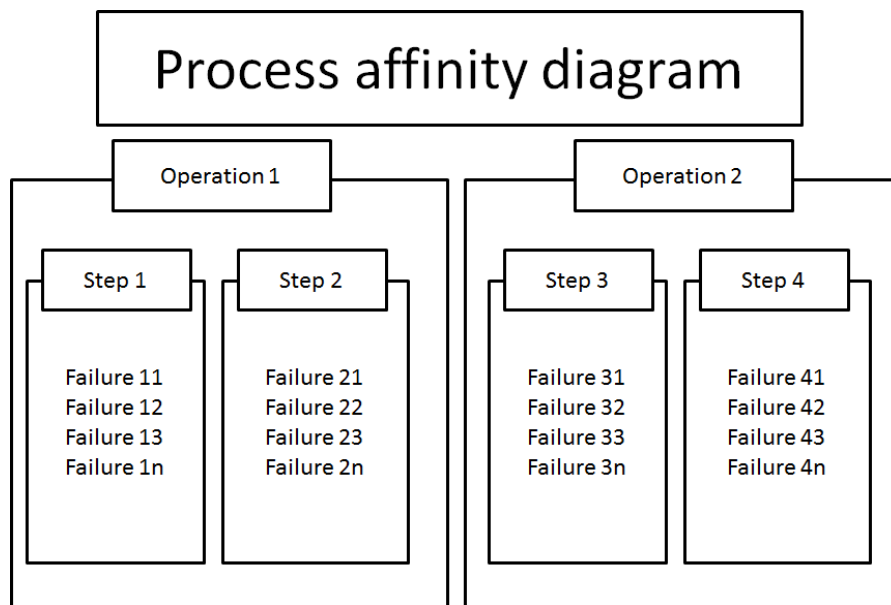 Process affinity diagram
Operation 1
Operation 2
Step 1
Step 2
Step 3
Step 4
Failure 11
Failure 12
Failure 13
Failure 1n
Failure 21
Failure 22
Failure 23
Failure 2n
Failure 31
Failure 32
Failure 33
Failure 3n
Failure 41
Failure 42
Failure 43
Failure 4n